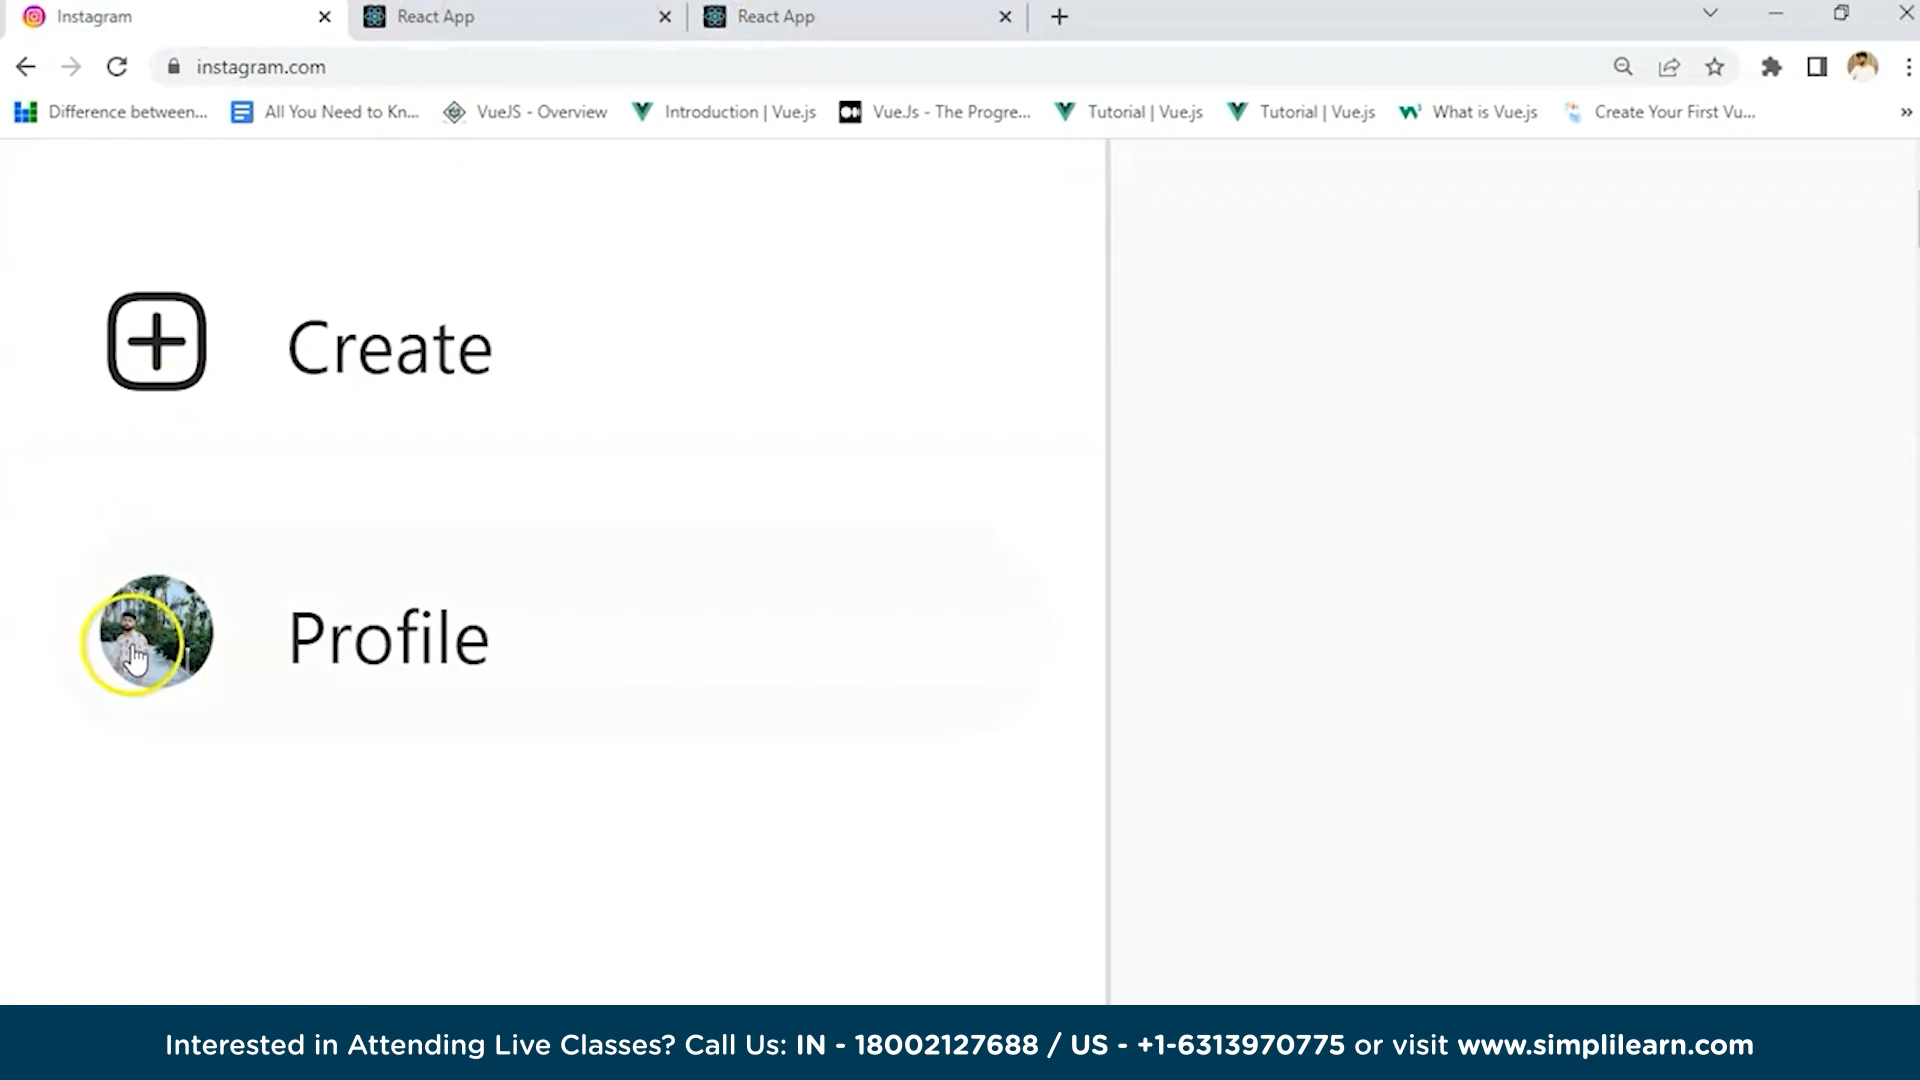 Instagram
React App
React App
instagram.com
Difference between...
All You Need to Kn...
VueJS - Overview
Introduction | Vue.js
VueJs - The Progre...
Tutorial | Vue.js
Tutorial | Vue.js
What is Vue.js
Create Your First Vu...
Create
Profile
Interested in Attending Live Classes? Call Us: IN - 18002127688 / US - +1-6313970775 or visit www.simplilearn.com